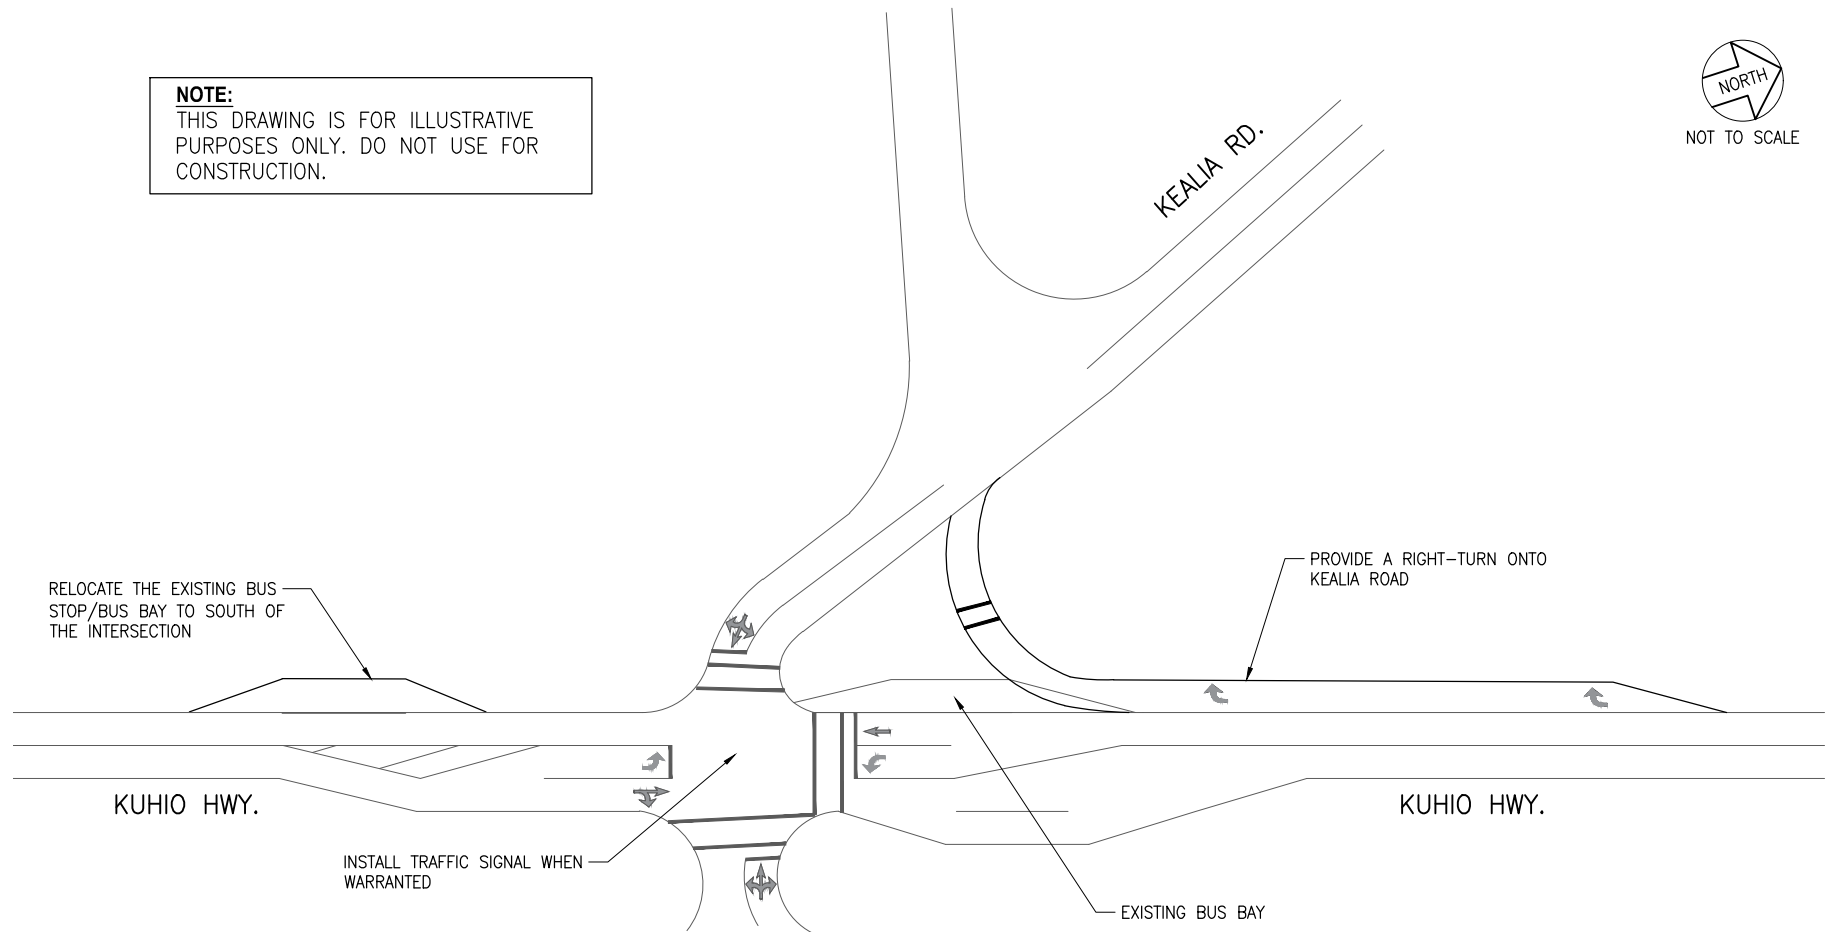 NOTE:
THIS DRAWING IS FOR ILLUSTRATIVE
PURPOSES ONLY. DO NOT USE FOR
CONSTRUCTION.
NORTH
NOT TO SCALE
KEALIA RD.
RELOCATE THE EXISTING BUS
STOP/BUS BAY TO SOUTH OF
THE INTERSECTION
PROVIDE A RIGHT-TURN ONTO
KEALIA ROAD
KUHIO HWY.
KUHIO HWY.
INSTALL TRAFFIC SIGNAL WHEN
WARRANTED
EXISTING BUS BAY